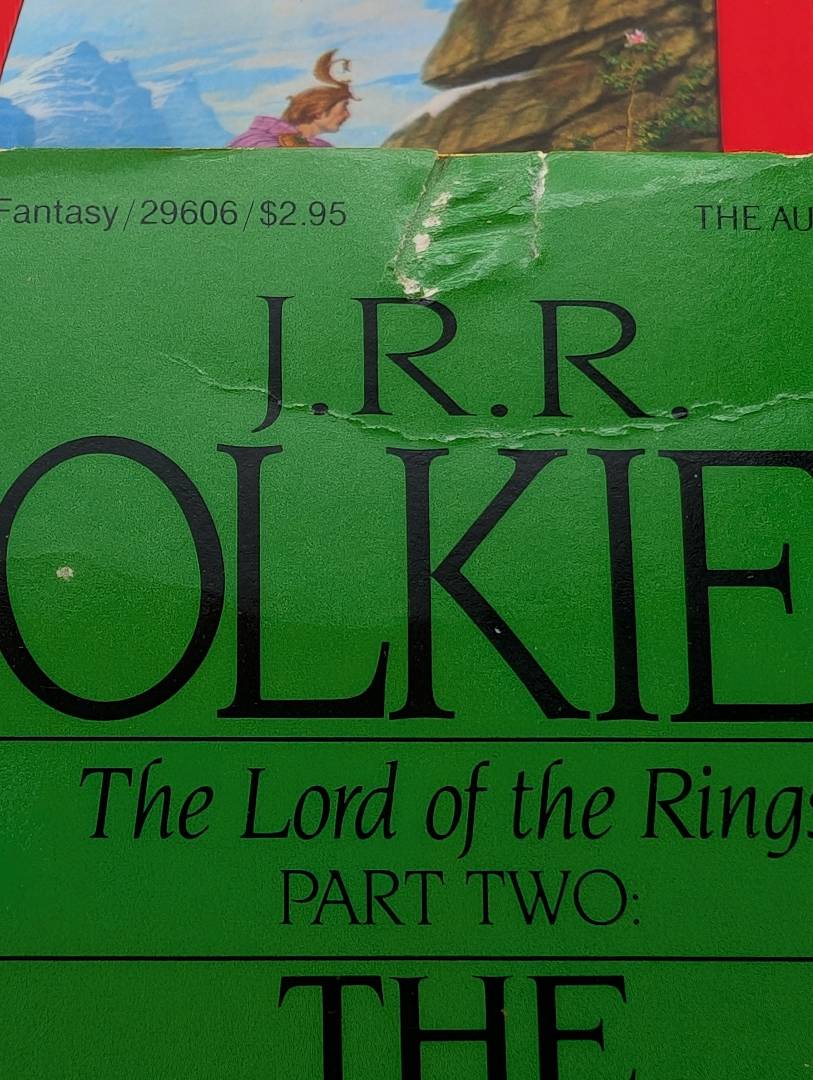 Fantasy/29606/$2.95
THE AU
J.R.R.
OLKIE
The Lord of the Rings
PART TWO:
THE